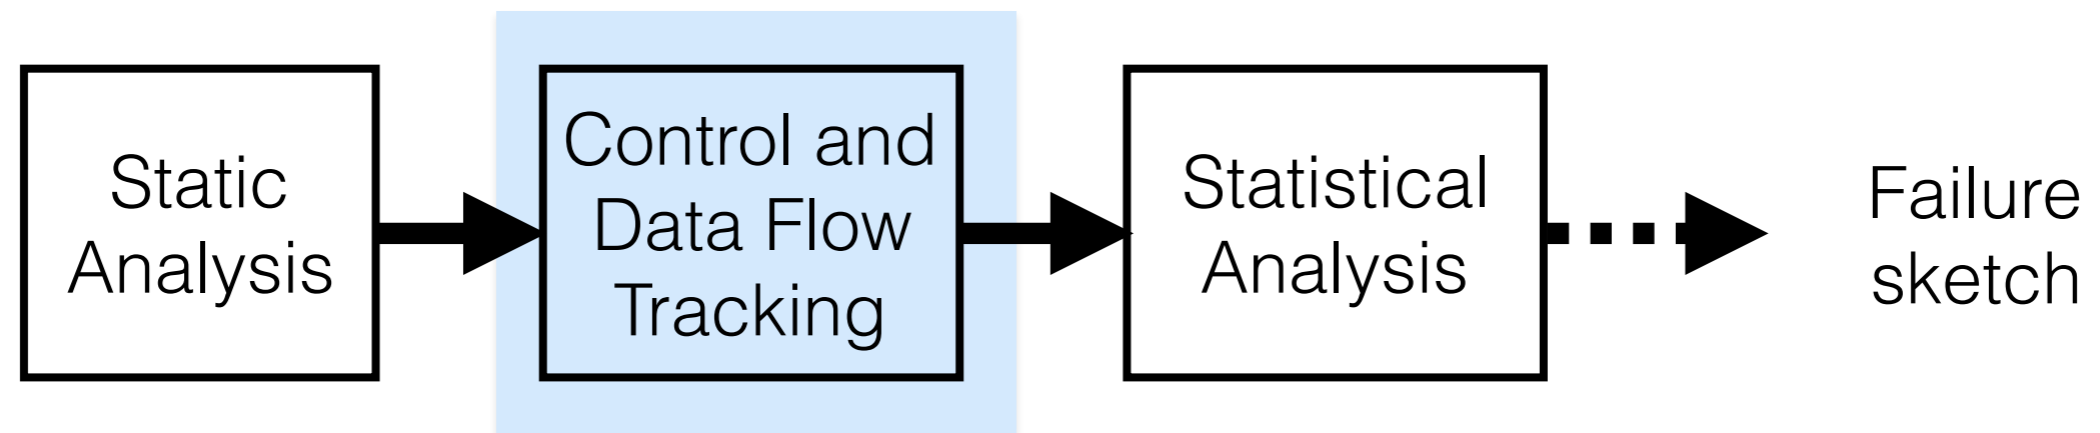 Static
Analysis
Control and
Data Flow
Tracking
Statistical
Analysis
Failure
sketch